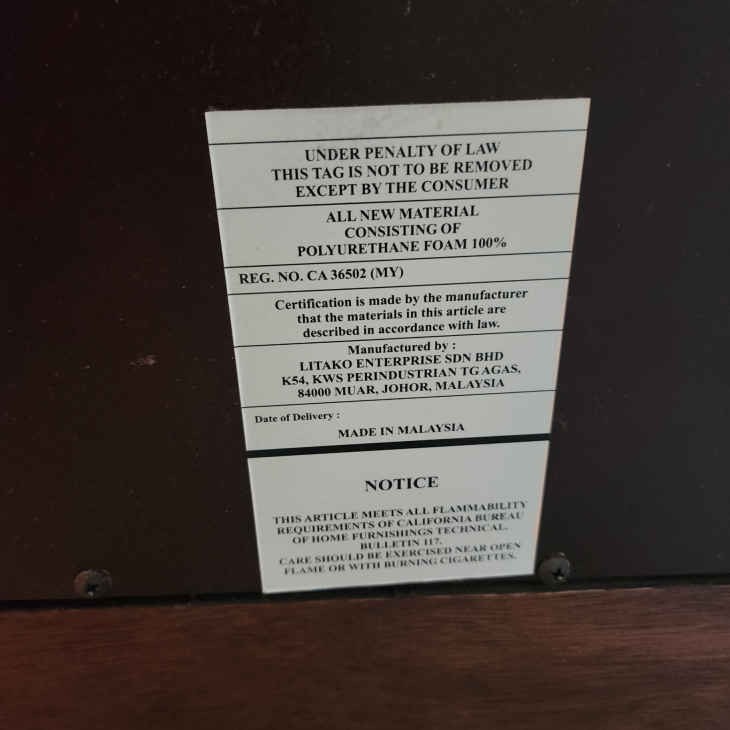 UNDER PENALTY OF LAW
THIS TAG IS NOT TO BE REMOVED
EXCEPT BY THE CONSUMER
ALL NEW MATERIAL
CONSISTING OF
POLYURETHANE FOAM 100%
REG. NO. CA 36502 (MY)
Certification is made by the manufacturer
that the materials in this article are
described in accordance with law.
Manufactured by :
LITAKO ENTERPRISE SDN BHD
K54, KWS PERINDUSTRIAN TG AGAS,
84000 MUAR, JOHOR, MALAYSIA
Date of Delivery :
MADE IN MALAYSIA
NOTICE
THIS ARTICLE MEETS ALL FLAMMABILITY
REQUIREMENTS OF CALIFORNIA BUREAU
OF HOME FURNISHINGS TECHNICAL.
BULLETIN 117.
CARE SHOULD BE EXERCISED NEAR OPEN
FLAME OR WITH BURNING CIGARETTES.